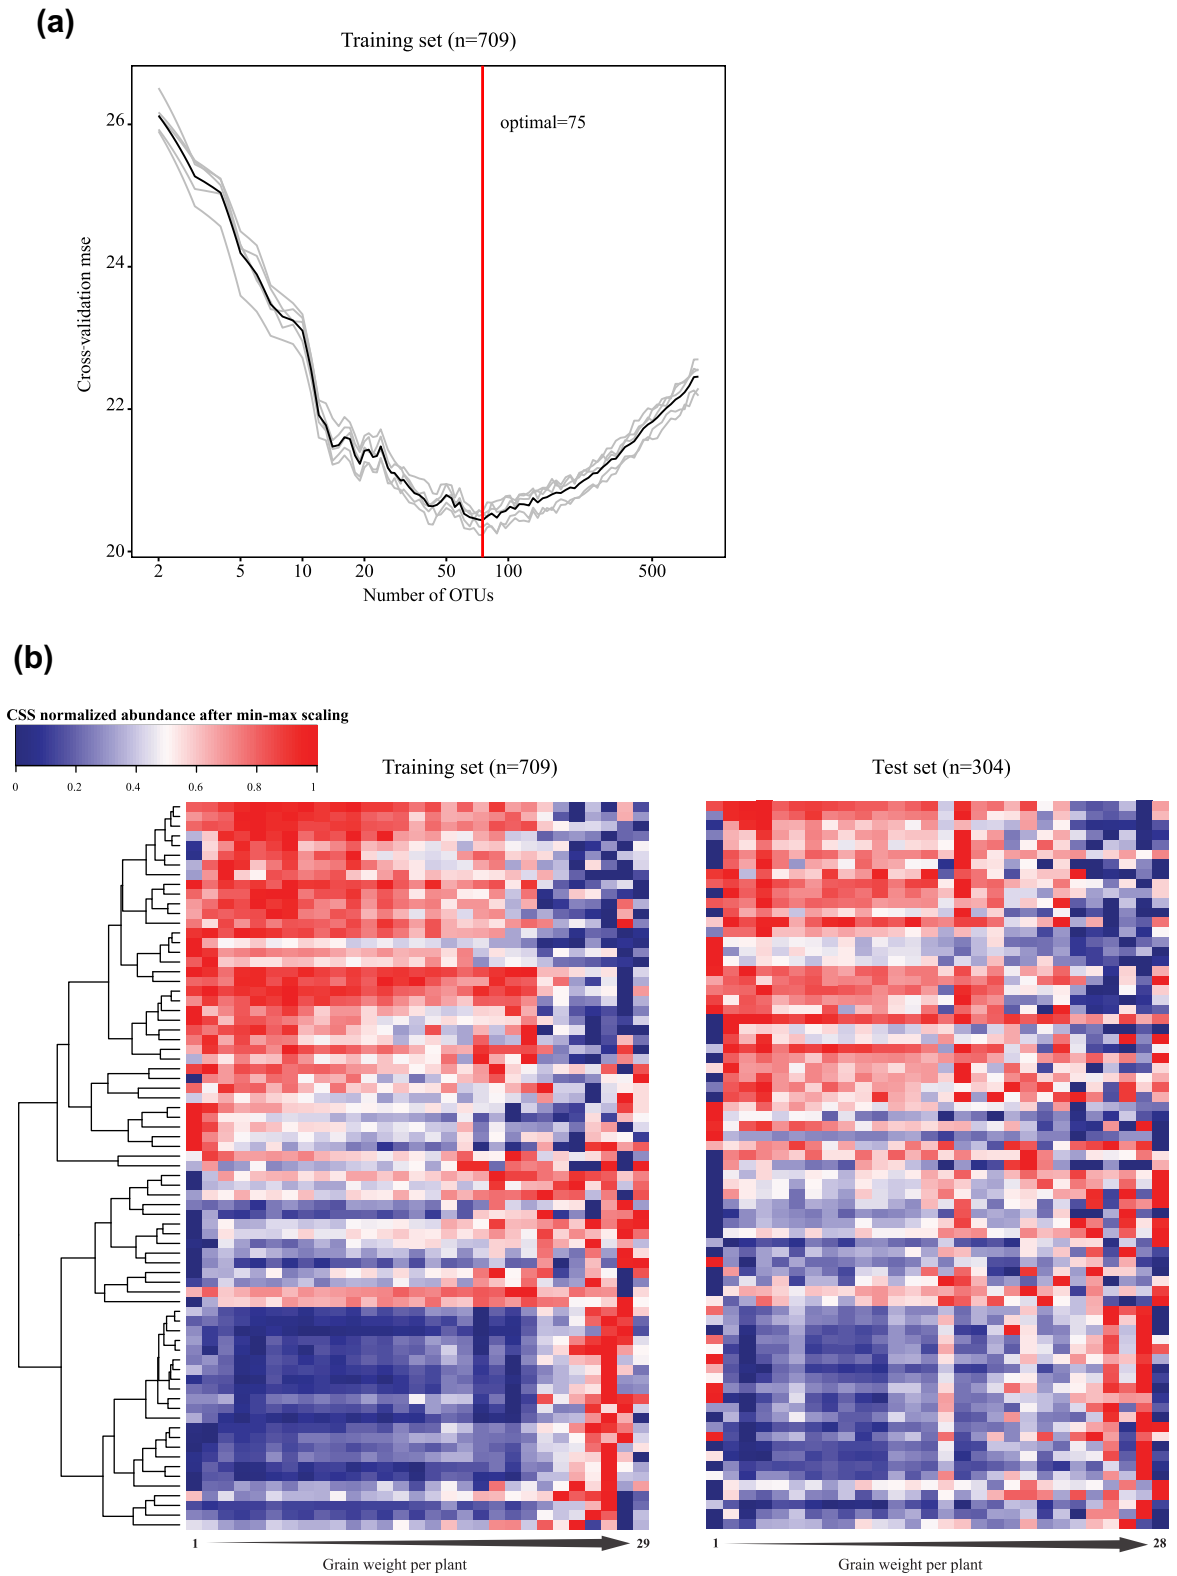 (a)
Training set (n=709)
optimal=75
Cross-validation mse
26
24
22
20
2 5 10 20 50 100 500
Number of OTUs
(b)
CSS normalized abundance after min-max scaling
0 0.2 0.4 0.6 0.8 1
Training set (n=709)
Test set (n=304)
1 29
Grain weight per plant
1 28
Grain weight per plant